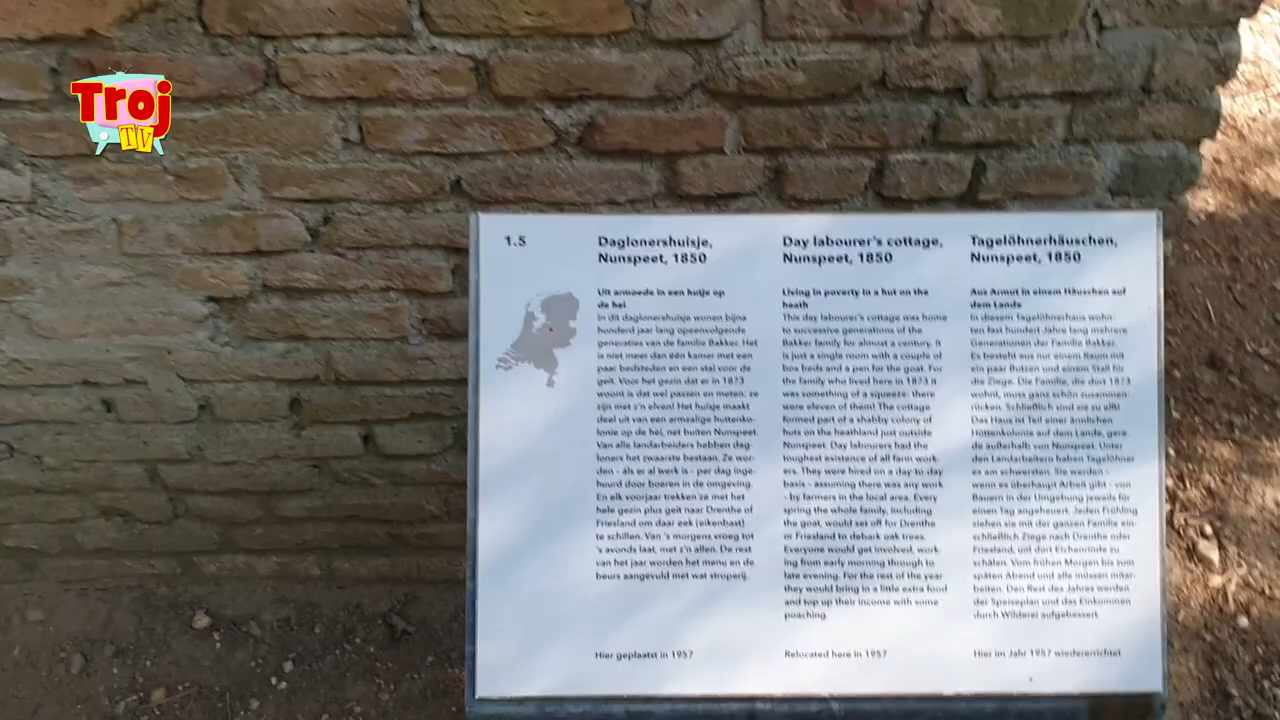 Troj
TV
1.5
Daglonershuisje,
Nunspeet, 1850
Uit armoede in een hutje op
de hei
In dit daglonershuisje wonen bijna
honderd jaar lang opeenvolgende
generaties van de familie Bakker. Het
is niet meer dan één kamer met een
paar bedsteden en een stal voor de
geit. Voor het gezin dat er in 1873
woont is dat wel passen en meten: ze
zijn met z'n elven! Het huisje maakt
deel uit van een armzalige huttenko-
lonie op de hei, net buiten Nunspeet.
Van alle landarbeiders hebben dag-
loners het zwaarste bestaan. Ze wor-
den - als er al werk is - per dag inge-
huurd door boeren in de omgeving.
En elk voorjaar trekken ze met het
hele gezin plus geit naar Drenthe of
Friesland om daar eek (eikenbast)
te schillen. Van 's morgens vroeg tot
's avonds laat, met z'n allen. De rest
van het jaar worden het menu en de
beurs aangevuld met wat stroperij.
Hier geplaatst in 1957
Day labourer's cottage,
Nunspeet, 1850
Living in poverty in a hut on the
heath
This day labourer's cottage was home
to successive generations of the
Bakker family for almost a century. It
is just a single room with a couple of
box beds and a pen for the goat. For
the family who lived here in 1873 it
was something of a squeeze: there
were eleven of them! The cottage
formed part of a shabby colony of
huts on the heathland just outside
Nunspeet. Day labourers had the
toughest existence of all farm work-
ers. They were hired on a day-to-day
basis - assuming there was any work
- by farmers in the local area. Every
spring the whole family, including
the goat, would set off for Drenthe
or Friesland to debark oak trees.
Everyone would get involved, work-
ing from early morning through to
late evening. For the rest of the year
they would bring in a little extra food
and top up their income with some
poaching.
Relocated here in 1957
Tagelöhnerhäuschen,
Nunspeet, 1850
Aus Armut in einem Häuschen auf
dem Lande
In diesem Tagelöhnerhaus wohn-
ten fast hundert Jahre lang mehrere
Generationen der Familie Bakker.
Es besteht aus nur einem Raum mit
ein paar Butzen und einem Stall für
die Ziege. Die Familie, die dort 1873
wohnt, muss ganz schön zusammen-
rücken. Schließlich sind sie zu elft!
Das Haus ist Teil einer ärmlichen
Hüttenkolonie auf dem Lande, gera-
de außerhalb von Nunspeet. Unter
den Landarbeitern haben Tagelöhner
es am schwersten. Sie werden -
wenn es überhaupt Arbeit gibt - von
Bauern in der Umgebung jeweils für
einen Tag angeheuert. Jeden Frühling
ziehen sie mit der ganzen Familie ein-
schließlich Ziege nach Drenthe oder
Friesland, um dort Eichenrinde zu
schälen. Vom frühen Morgen bis zum
späten Abend und alle müssen mitar-
beiten. Den Rest des Jahres werden
der Speiseplan und das Einkommen
durch Wilderei aufgebessert.
Hier im Jahr 1957 wiedererrichtet